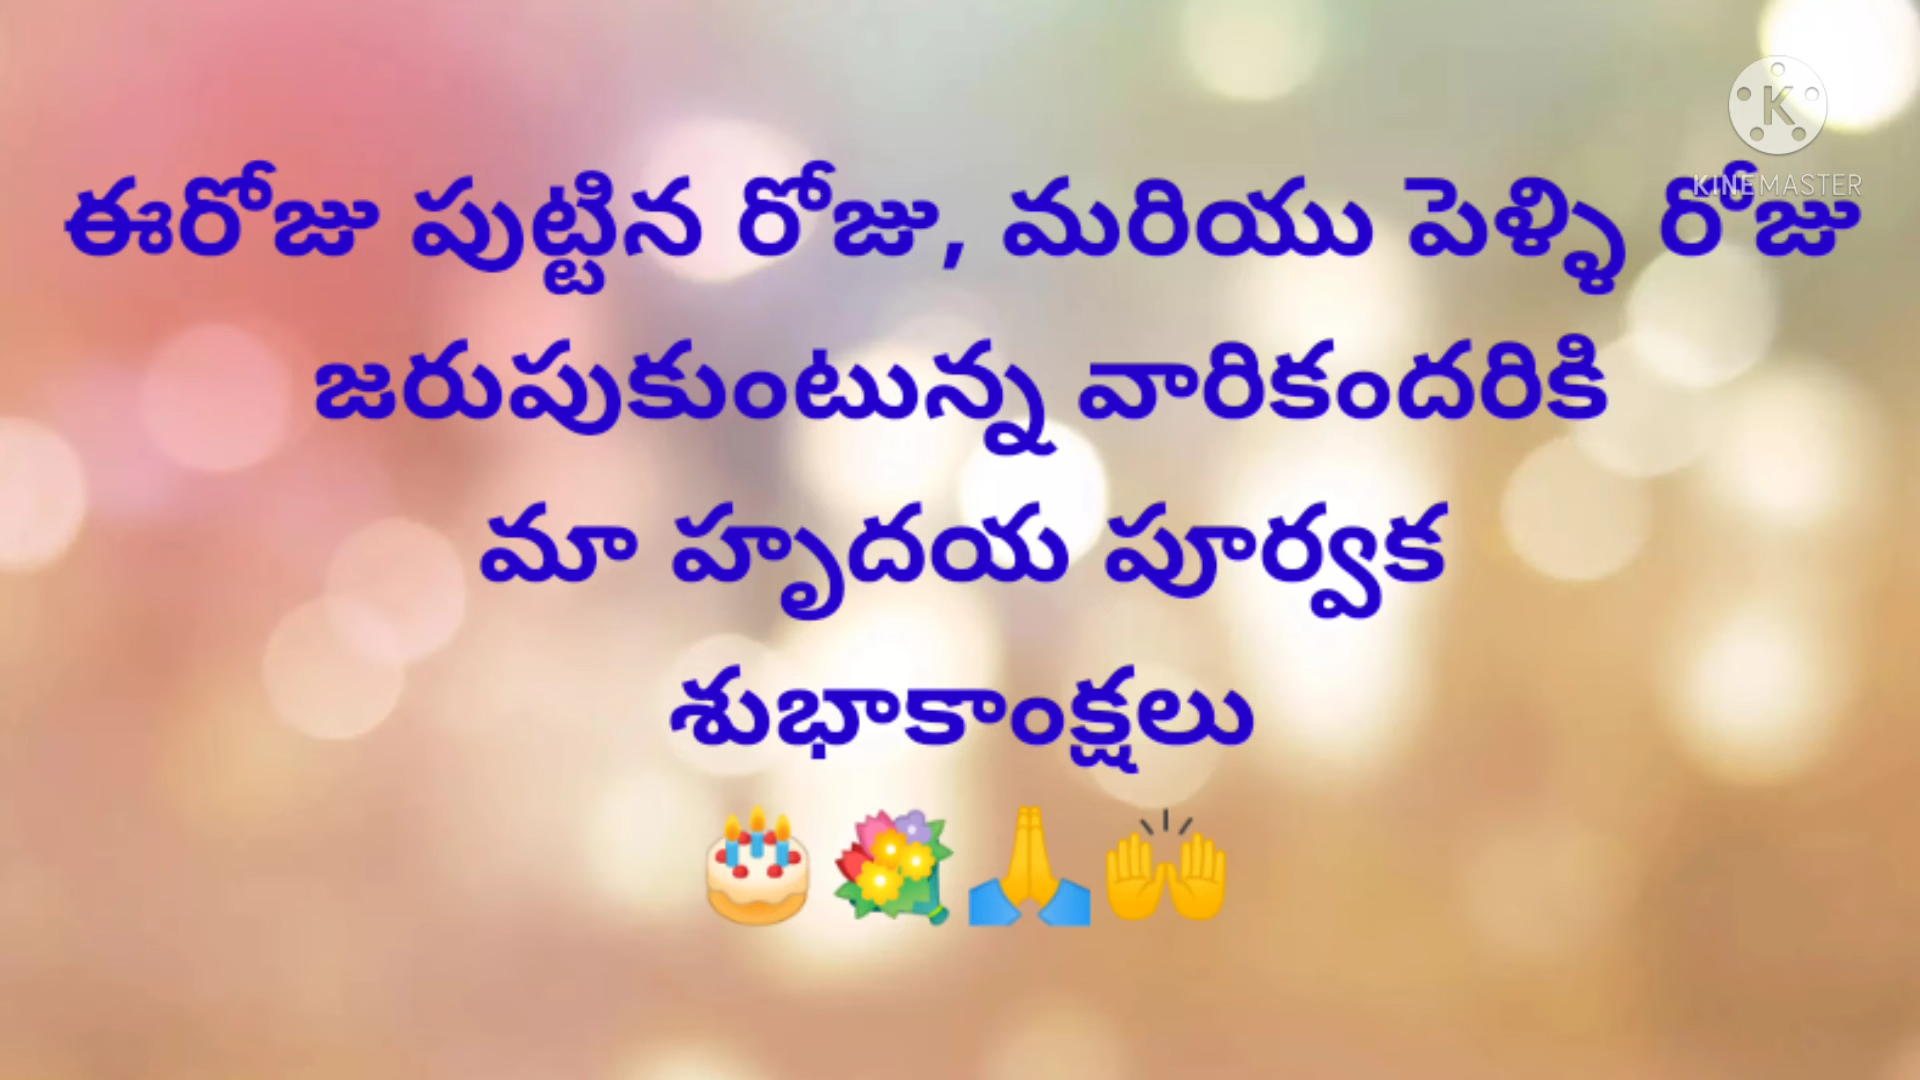 KINEMASTER
ఈరోజు పుట్టిన రోజు, మరియు పెళ్ళి రోజు
జరుపుకుంటున్న వారికందరికి
మా హృదయ పూర్వక
శుభాకాంక్షలు
🎂💐🙏🙌